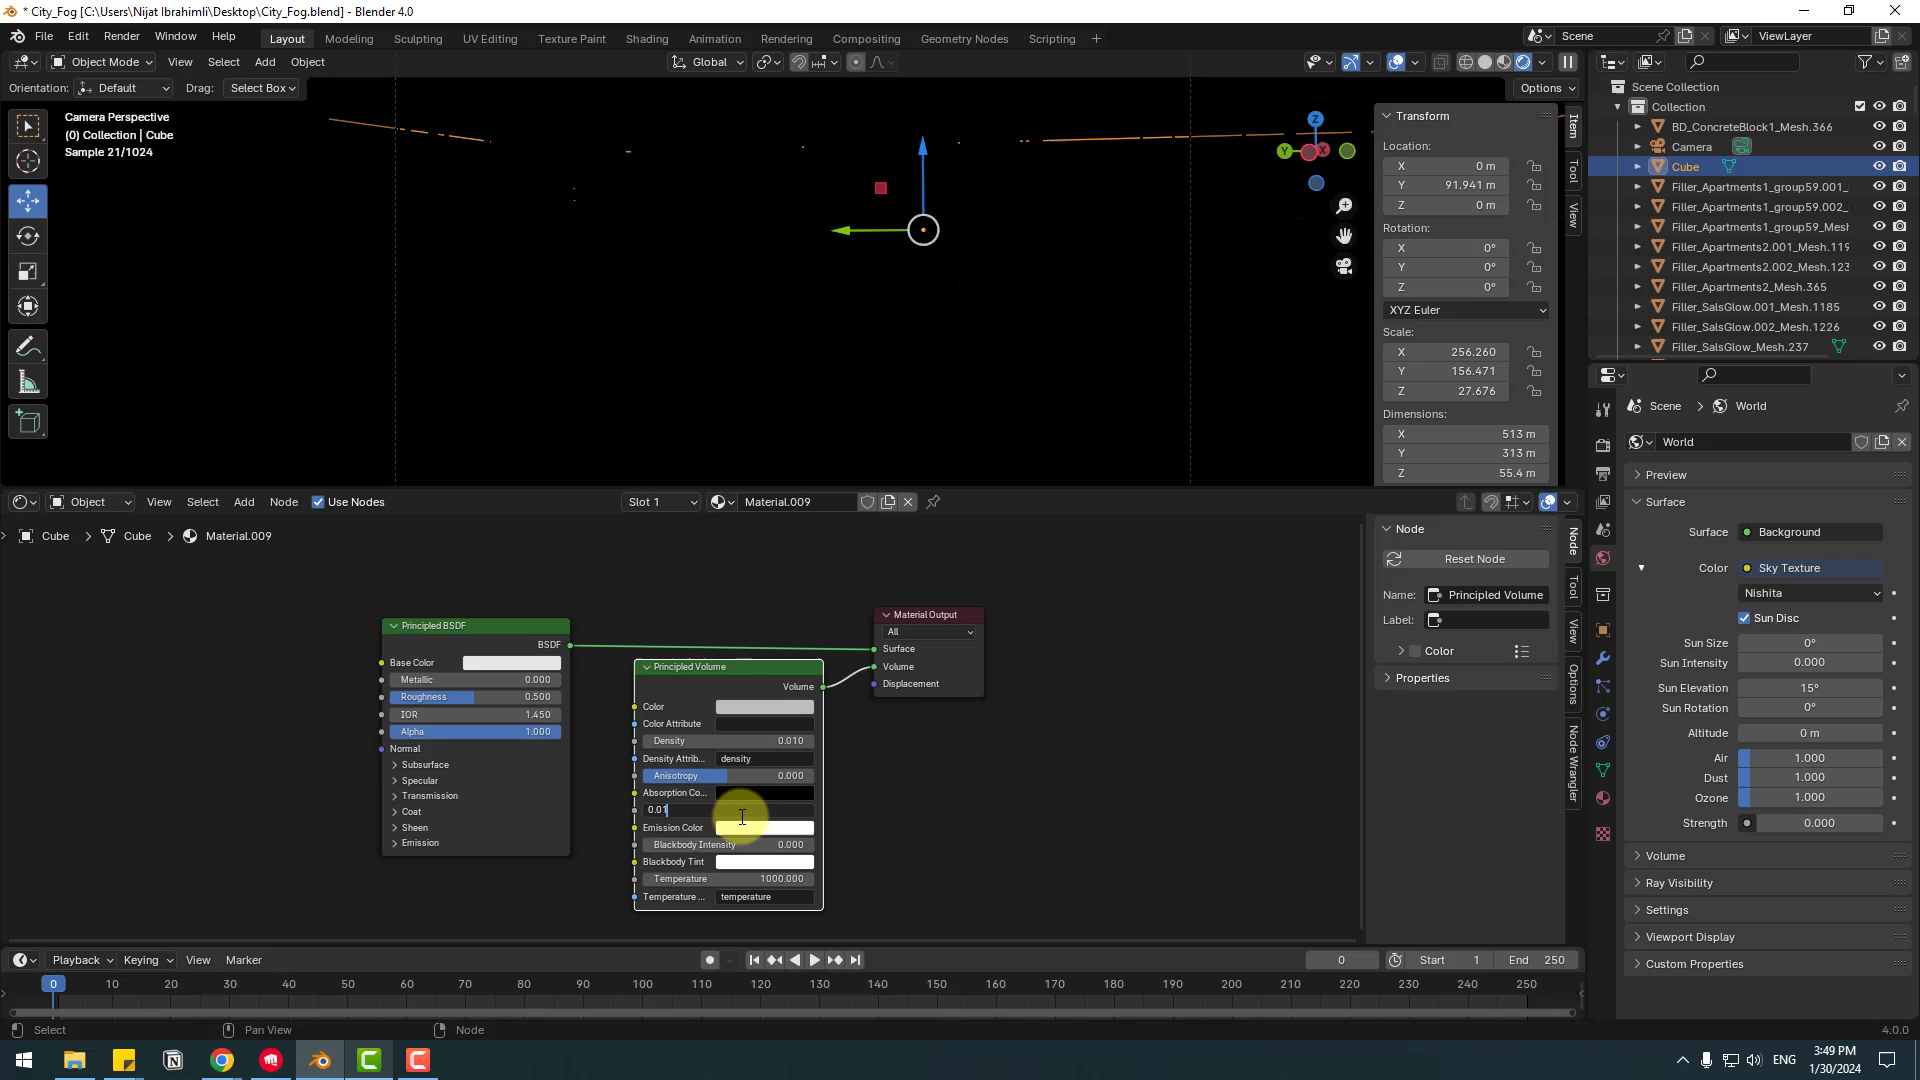 * City_Fog [C:\Users\Nijat Ibrahimli\Desktop\City_Fog.blend] - Blender 4.0
File Edit Render Window Help Layout Modeling Sculpting UV Editing Texture Paint Shading Animation Rendering Compositing Geometry Nodes Scripting + Scene ViewLayer
Object Mode View Select Add Object Global
Orientation: Default Drag: Select Box Options
Camera Perspective
(0) Collection | Cube
Sample 21/1024
Z
Y
X
Transform
Location:
X 0 m
Y 91.941 m
Z 0 m
Rotation:
X 0°
Y 0°
Z 0°
XYZ Euler
Scale:
X 256.260
Y 156.471
Z 27.676
Dimensions:
X 513 m
Y 313 m
Z 55.4 m
Item
Tool
View
Scene Collection
Collection
BD_ConcreteBlock1_Mesh.366
Camera
Cube
Filler_Apartments1_group59.001_
Filler_Apartments1_group59.002_
Filler_Apartments1_group59_Mesh
Filler_Apartments2.001_Mesh.119
Filler_Apartments2.002_Mesh.123
Filler_Apartments2_Mesh.365
Filler_SalsGlow.001_Mesh.1185
Filler_SalsGlow.002_Mesh.1226
Filler_SalsGlow_Mesh.237
Object View Select Add Node Use Nodes Slot 1 Material.009
Cube > Cube > Material.009
Principled BSDF
BSDF
Base Color
Metallic 0.000
Roughness 0.500
IOR 1.450
Alpha 1.000
Normal
Subsurface
Specular
Transmission
Coat
Sheen
Emission
Principled Volume
Volume
Color
Color Attribute
Density 0.010
Density Attrib... density
Anisotropy 0.000
Absorption Co...
0.01
Emission Color
Blackbody Intensity 0.000
Blackbody Tint
Temperature 1000.000
Temperature ... temperature
Material Output
All
Surface
Volume
Displacement
Node
Reset Node
Name: Principled Volume
Label:
Color
Properties
Node
Tool
View
Options
Node Wrangler
Scene > World
World
Preview
Surface
Surface Background
Color Sky Texture
Nishita
Sun Disc
Sun Size 0°
Sun Intensity 0.000
Sun Elevation 15°
Sun Rotation 0°
Altitude 0 m
Air 1.000
Dust 1.000
Ozone 1.000
Strength 0.000
Volume
Ray Visibility
Settings
Viewport Display
Custom Properties
Playback Keying View Marker 0 Start 1 End 250
0 10 20 30 40 50 60 70 80 90 100 110 120 130 140 150 160 170 180 190 200 210 220 230 240 250
Select Pan View Node 4.0.0
ENG 3:49 PM
1/30/2024